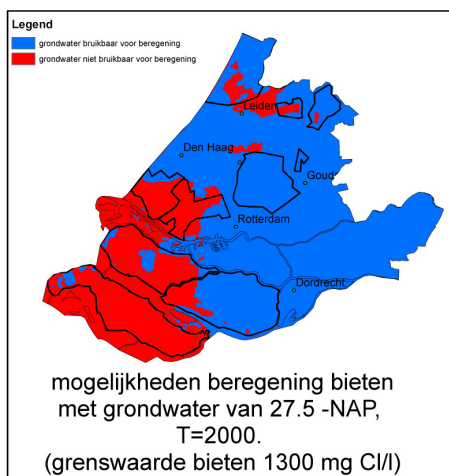 Legend
grondwater bruikbaar voor beregening
grondwater niet bruikbaar voor beregening
Leiden
Den Haag
Goud
Rotterdam
Dordrecht
mogelijkheden beregening bieten
met grondwater van 27.5 -NAP,
T=2000.
(grenswaarde bieten 1300 mg Cl/l)